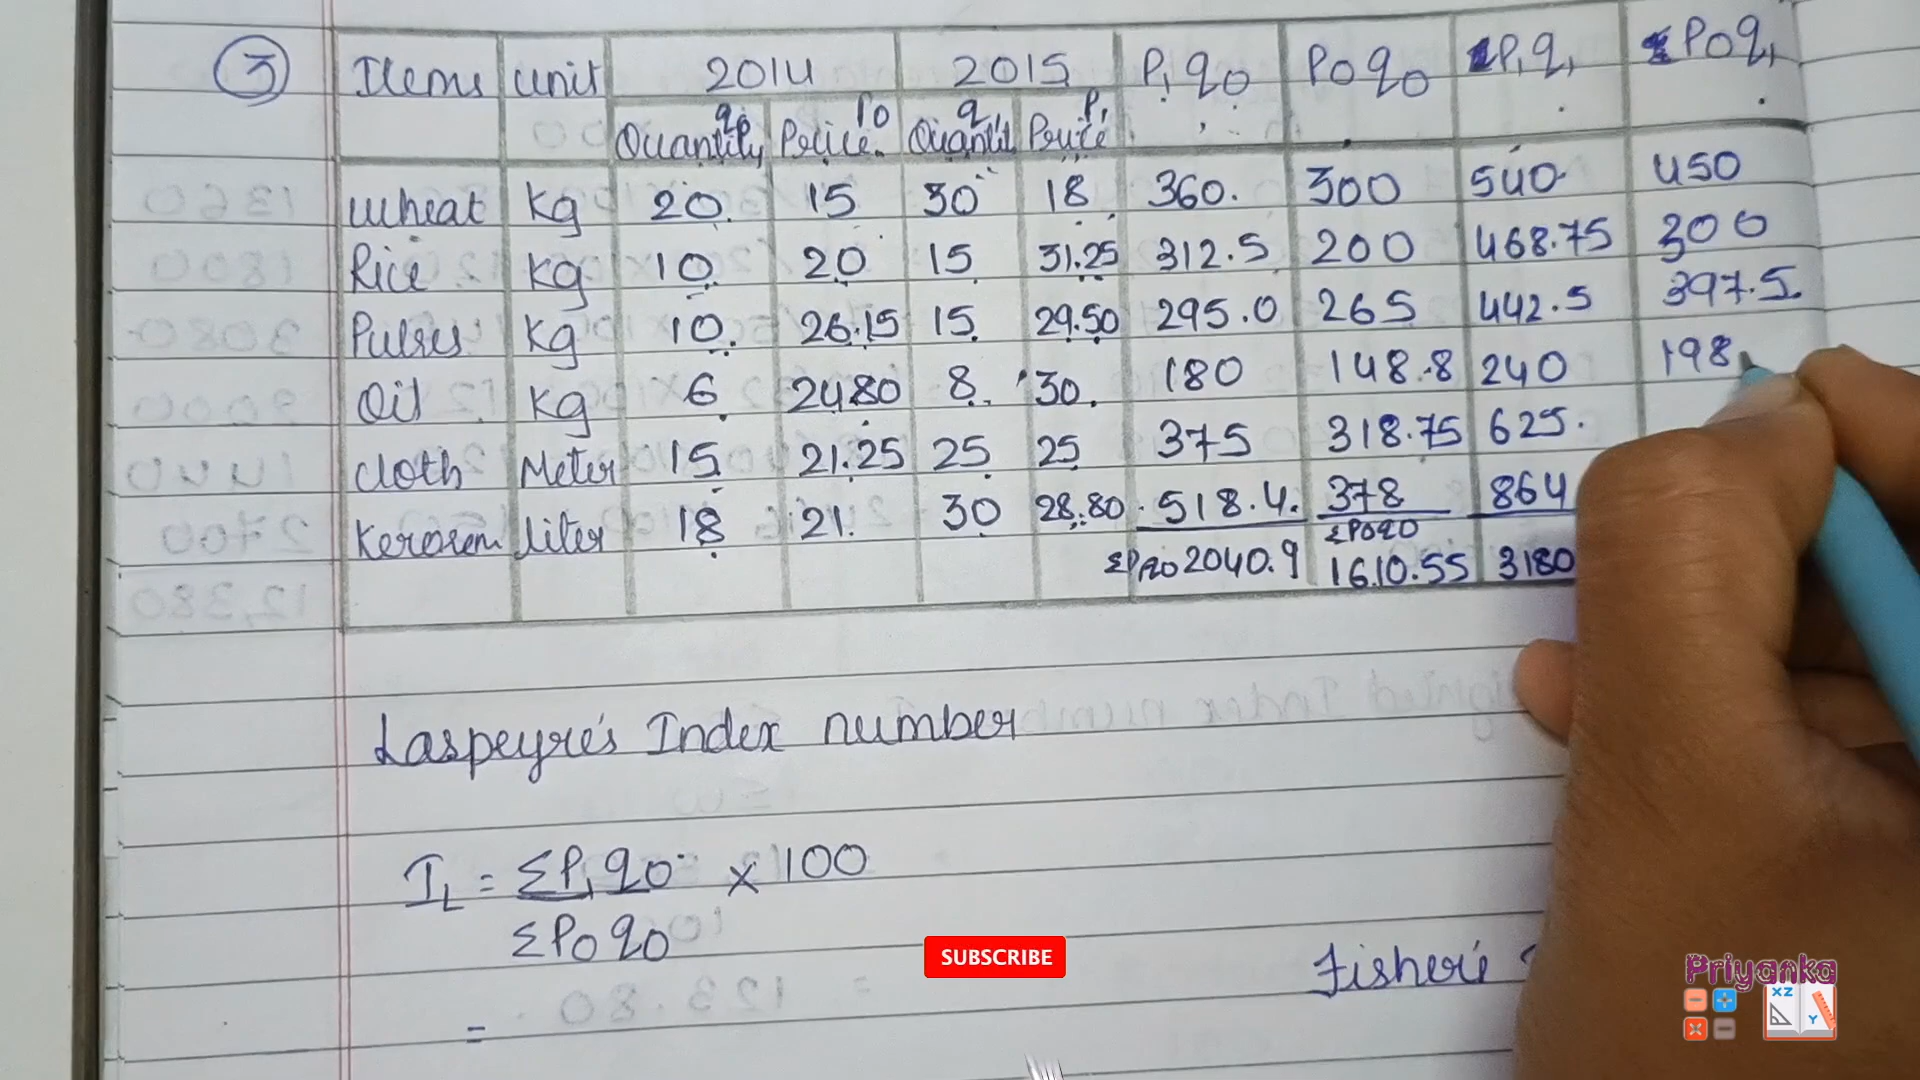 3 Items unit 2014 2015 P1q0 P0q0 P1q1 P0q1
Quantity q0 Price P0 Quantit q1 Price P1
Wheat Kg 20 15 30 18 360. 300 540 450
Rice Kg 10 20 15 31.25 312.5 200 468.75 300
Pulses Kg 10 26.15 15 29.50 295.0 265 442.5 397.5
Oil Kg 6 24.80 8 30 180 148.8 240 198
Cloth Meter 15 21.25 25 25 375 318.75 625
Kerosen liter 18 21 30 28.80 518.4 378 864
ΣP1q0 2040.9 ΣP0q0 1610.55 3180
Laspeyre's Index number
IL = ΣP1q0 × 100
ΣP0q0
=
Fisher's
SUBSCRIBE
Priyanka
XZ
Y